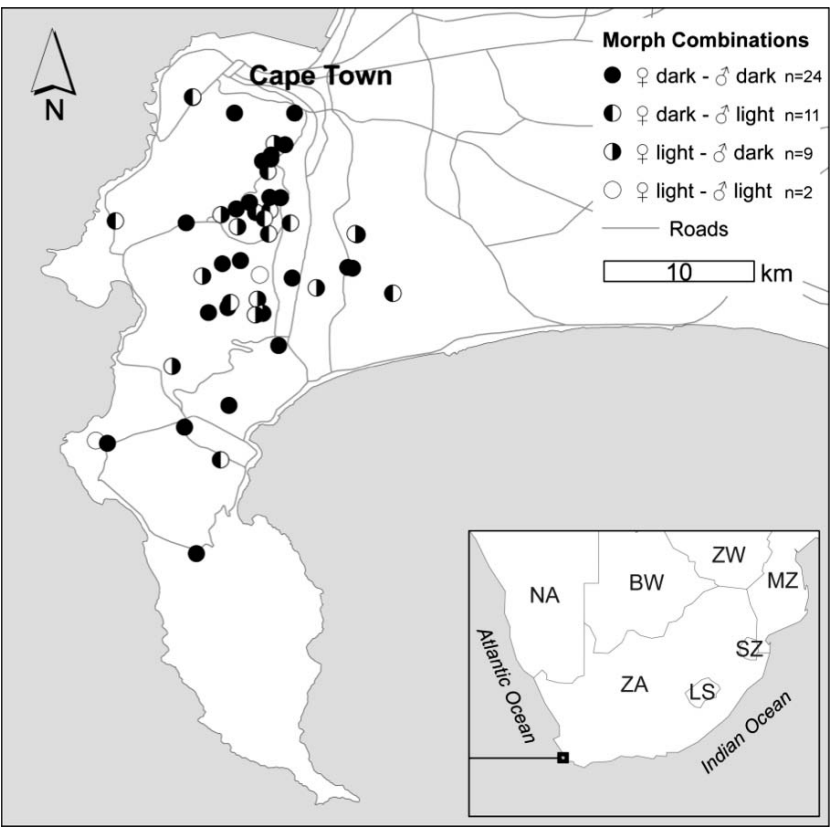 N
Cape Town
Morph Combinations
♀ dark - ♂ dark n=24
♀ dark - ♂ light n=11
♀ light - ♂ dark n=9
♀ light - ♂ light n=2
Roads
10 km
NA
BW
ZW
MZ
SZ
ZA
LS
Atlantic Ocean
Indian Ocean